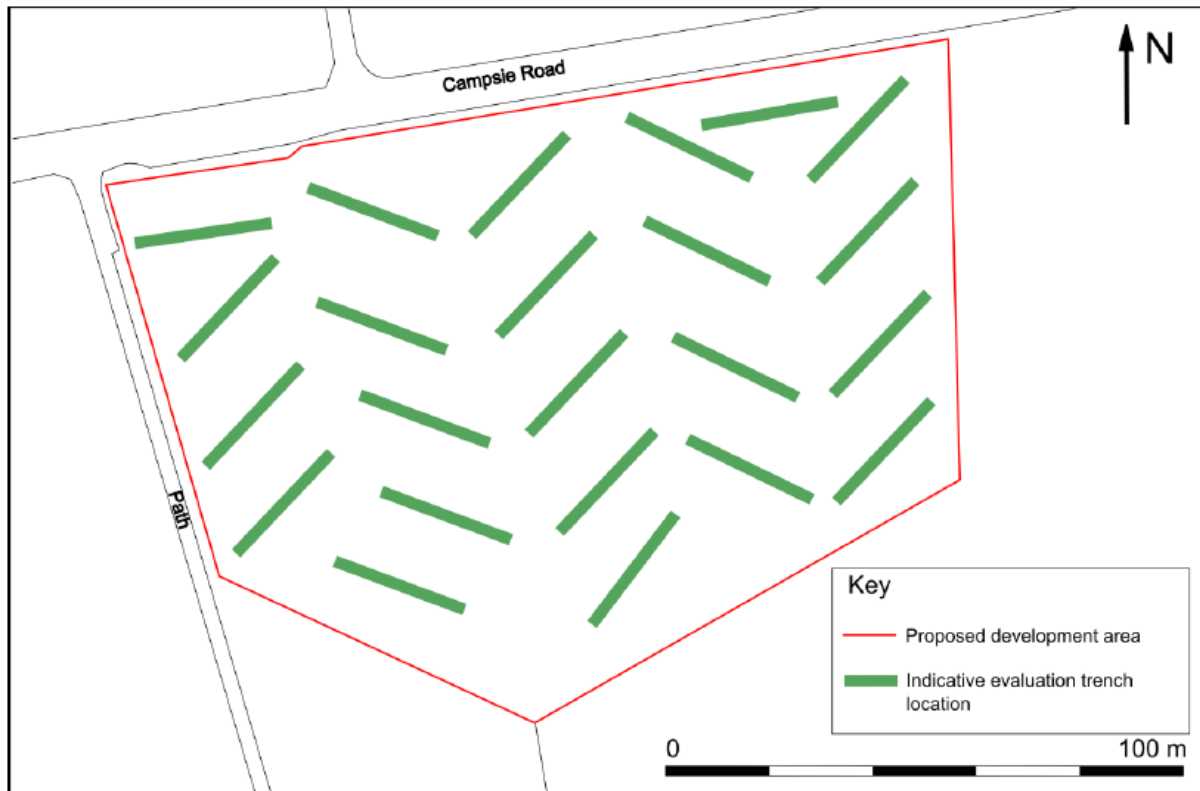 Campsie Road
N
Path
Key
Proposed development area
Indicative evaluation trench
location
0 100 m